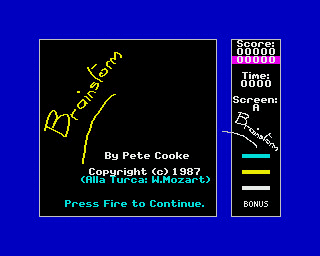 Brainstorm
By Pete Cooke
Copyright (c) 1987
(Alla Turca: W.Mozart)
Press Fire to Continue.
Score:
00000
00000
Time:
0000
Screen:
A
Brainstorm
BONUS